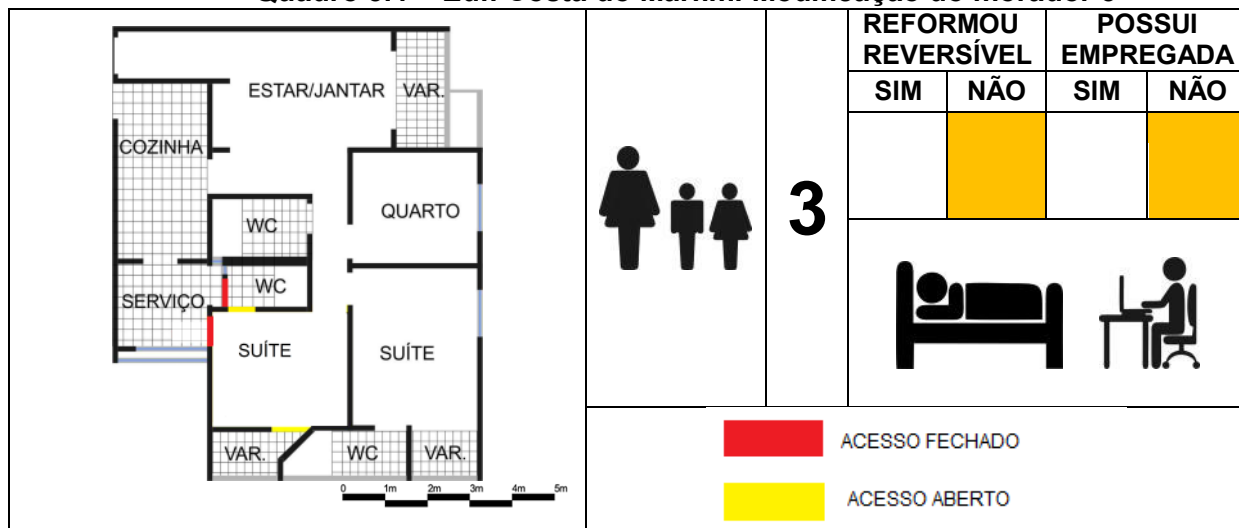 REFORMOU REVERSÍVEL
POSSUI EMPREGADA
SIM
NÃO
SIM
NÃO
ESTAR/JANTAR
VAR.
COZINHA
QUARTO
WC
WC
SERVIÇO
SUÍTE
SUÍTE
VAR.
WC
VAR.
0 1m 2m 3m 4m 5m
3
ACESSO FECHADO
ACESSO ABERTO